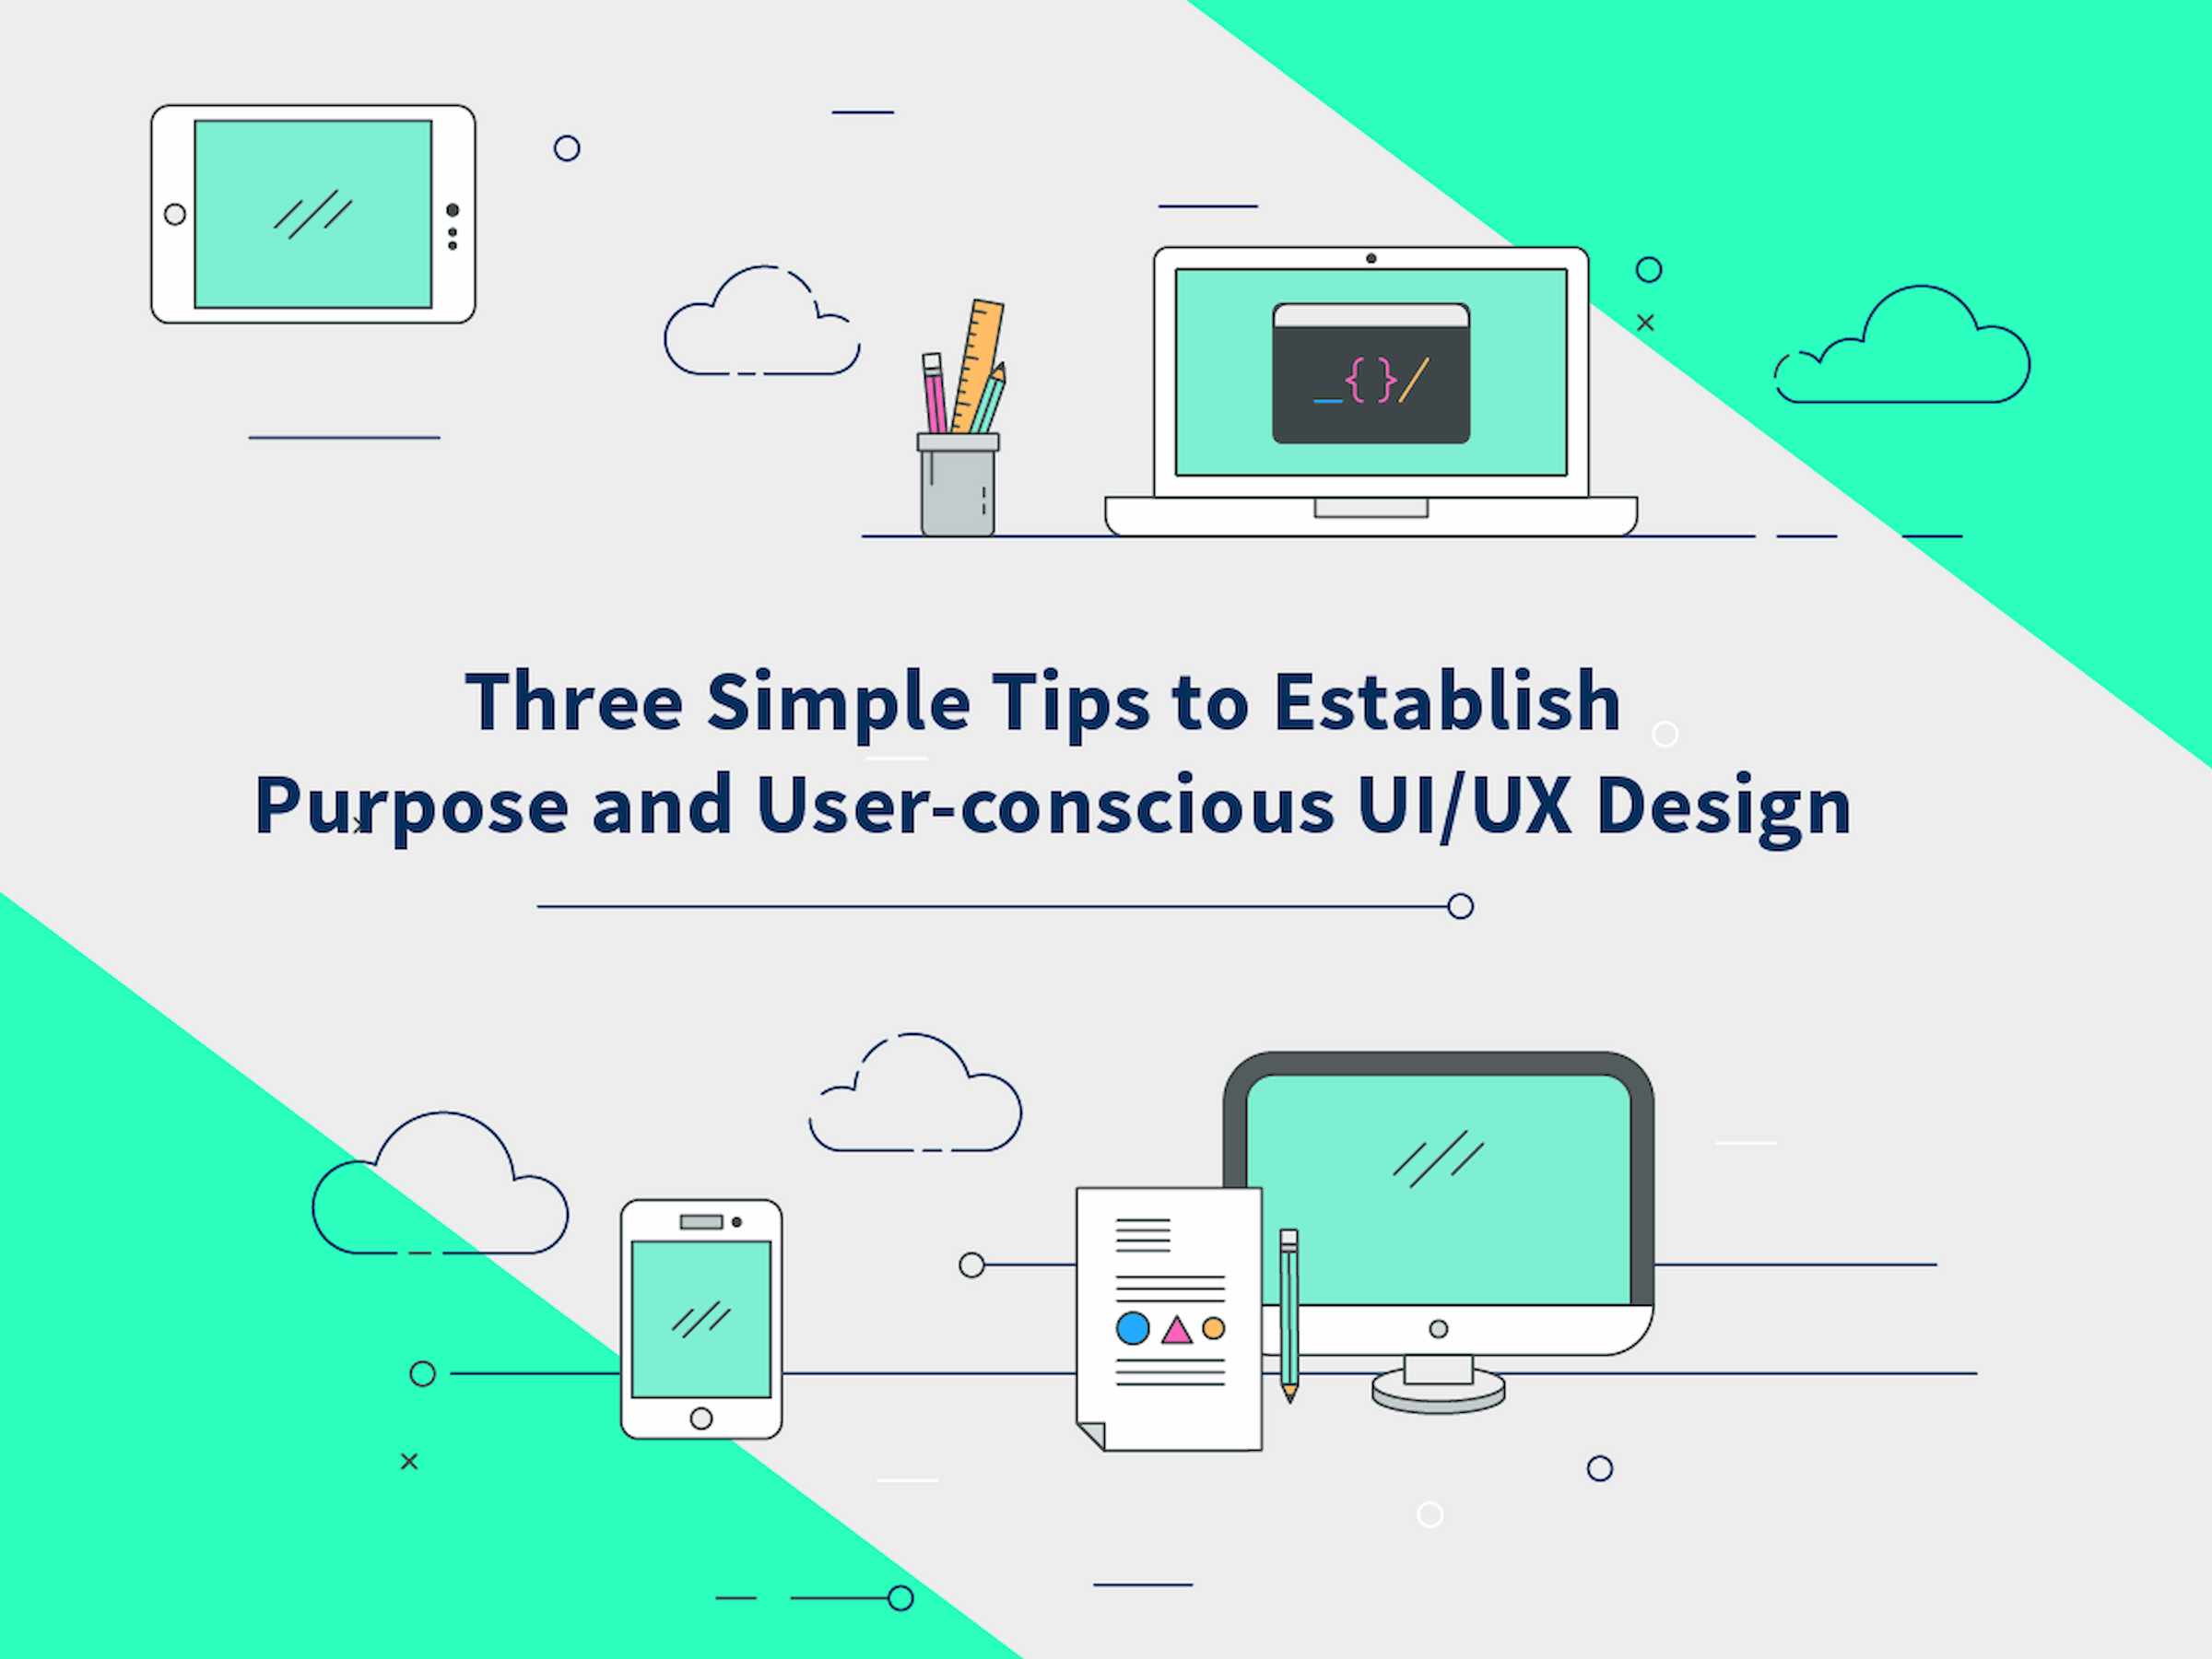 _{}/
Three Simple Tips to Establish
Purpose and User-conscious UI/UX Design